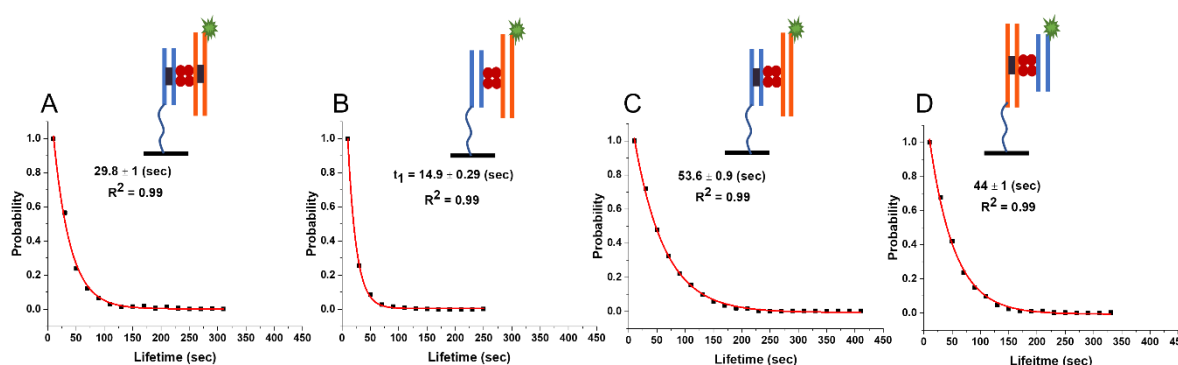 A
29.8 ± 1 (sec)
R2 = 0.99
Probability
1.0
0.8
0.6
0.4
0.2
0.0
0 50 100 150 200 250 300 350 400 450
Lifetime (sec)
B
t1 = 14.9 ± 0.29 (sec)
R2 = 0.99
Probability
1.0
0.8
0.6
0.4
0.2
0.0
0 50 100 150 200 250 300 350 400 450
Lifetime (sec)
C
53.6 ± 0.9 (sec)
R2 = 0.99
Probability
1.0
0.8
0.6
0.4
0.2
0.0
0 50 100 150 200 250 300 350 400 450
Lifetime (sec)
D
44 ± 1 (sec)
R2 = 0.99
Probability
1.0
0.8
0.6
0.4
0.2
0.0
0 50 100 150 200 250 300 350 400 450
Lifeitme (sec)